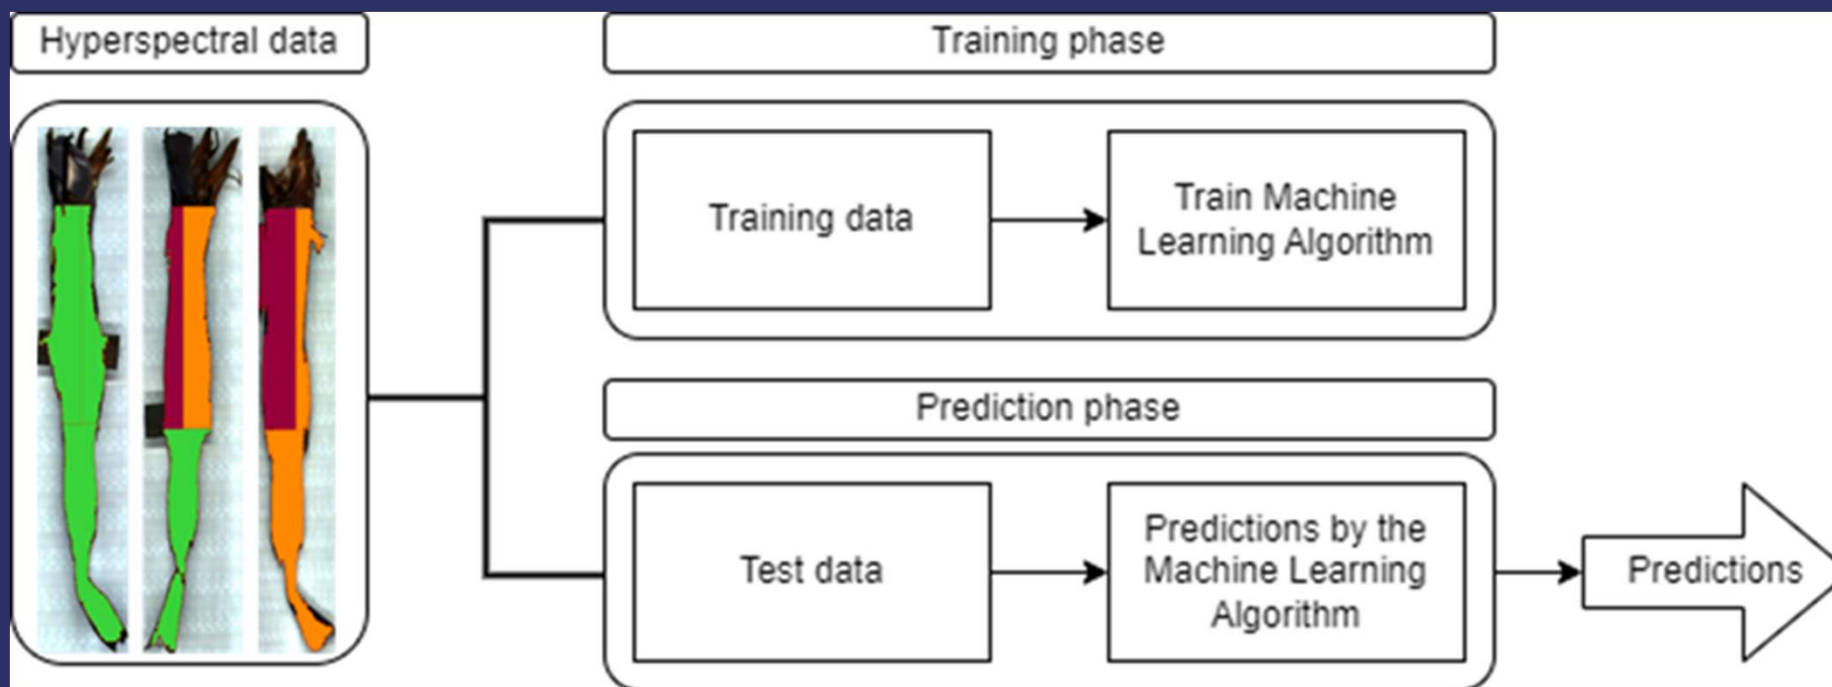 Hyperspectral data
Training phase
Training data
Train Machine
Learning Algorithm
Prediction phase
Test data
Predictions by the
Machine Learning
Algorithm
Predictions